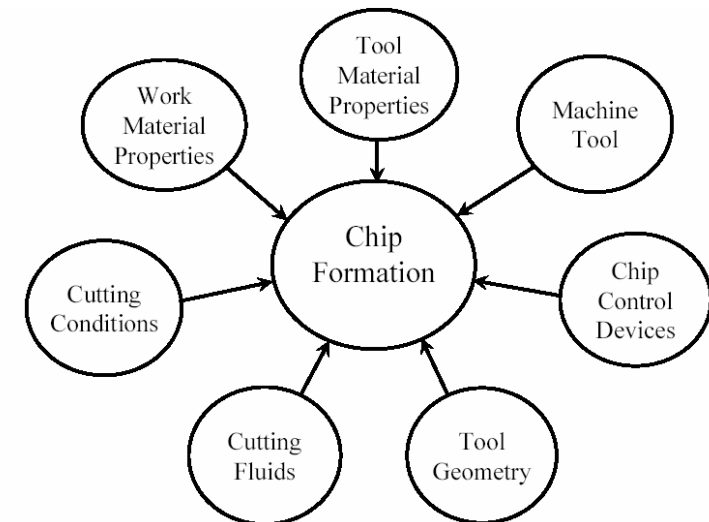 Tool
Material
Properties
Work
Material
Properties
Machine
Tool
Chip
Formation
Cutting
Conditions
Chip
Control
Devices
Cutting
Fluids
Tool
Geometry